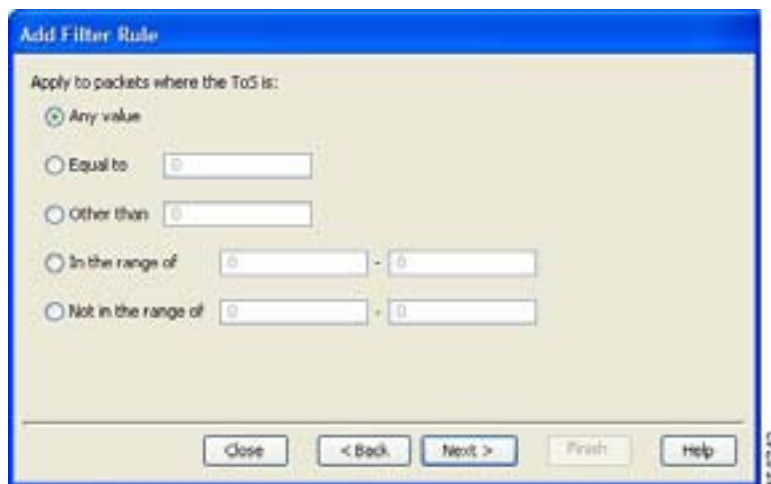 Add Filter Rule
Apply to packets where the ToS is:
Any value
Equal to 0
Other than 0
In the range of 0 - 0
Not in the range of 0 - 0
Close < Back Next > Finish Help